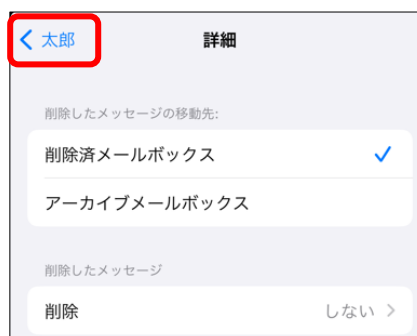 太郎
詳細
削除したメッセージの移動先:
削除済メールボックス
アーカイブメールボックス
削除したメッセージ
削除
しない